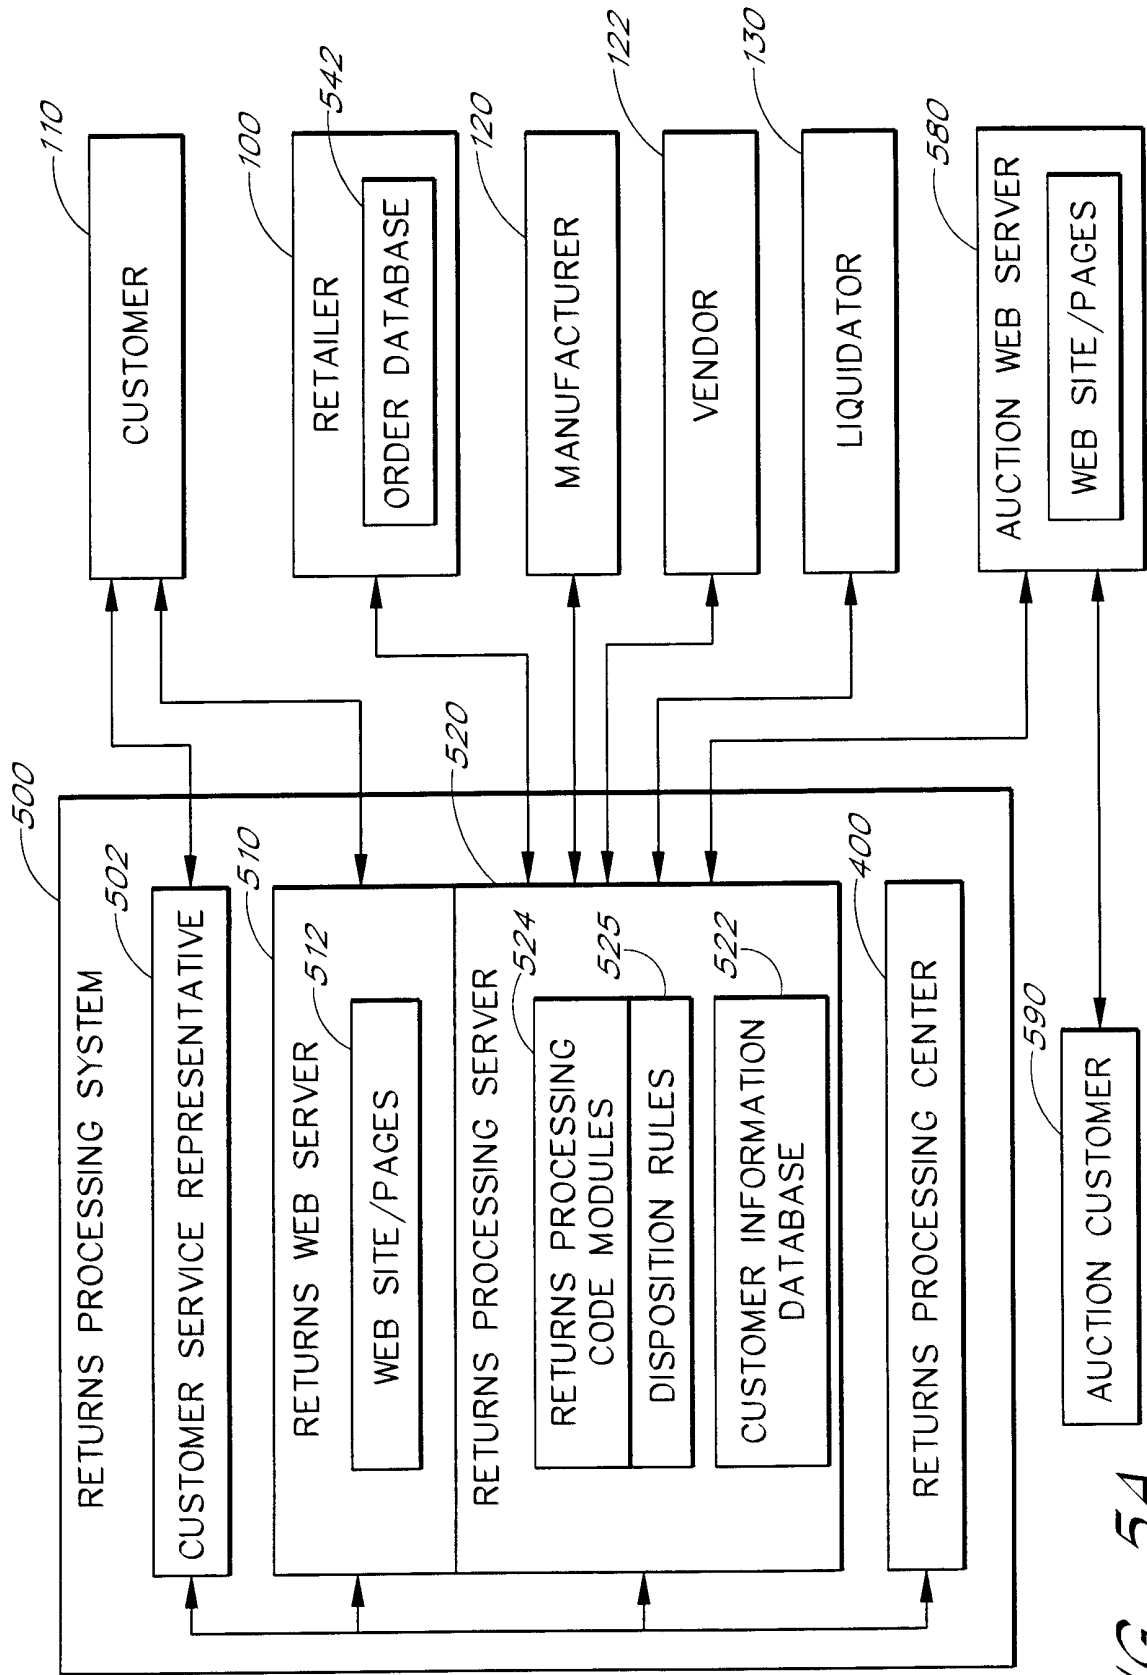 RETURNS PROCESSING SYSTEM
500
CUSTOMER SERVICE REPRESENTATIVE
502
RETURNS WEB SERVER
510
WEB SITE/PAGES
512
RETURNS PROCESSING SERVER
520
RETURNS PROCESSING
CODE MODULES
524
DISPOSITION RULES
525
CUSTOMER INFORMATION
DATABASE
522
RETURNS PROCESSING CENTER
400
CUSTOMER
110
RETAILER
100
ORDER DATABASE
542
MANUFACTURER
120
VENDOR
122
LIQUIDATOR
130
AUCTION WEB SERVER
580
WEB SITE/PAGES
AUCTION CUSTOMER
590